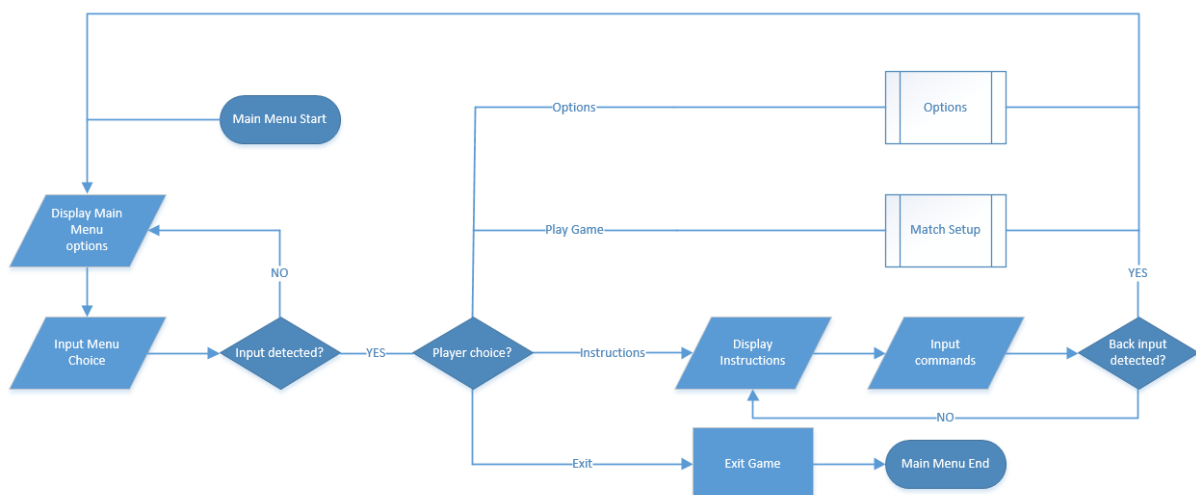 Options
Options
Main Menu Start
Display Main
Menu
options
Play Game
Match Setup
NO
YES
Input Menu
Choice
Input detected?
YES
Player choice?
Instructions
Display
Instructions
Input
commands
Back input
detected?
NO
Exit
Exit Game
Main Menu End